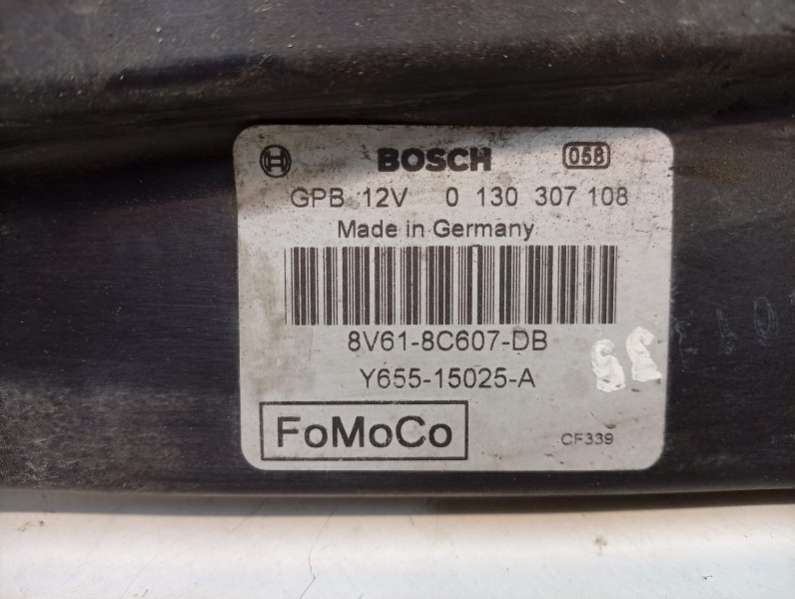 BOSCH 058
GPB 12V 0 130 307 108
Made in Germany
8V61-8C607-DB
Y655-15025-A
FoMoCo
CF339